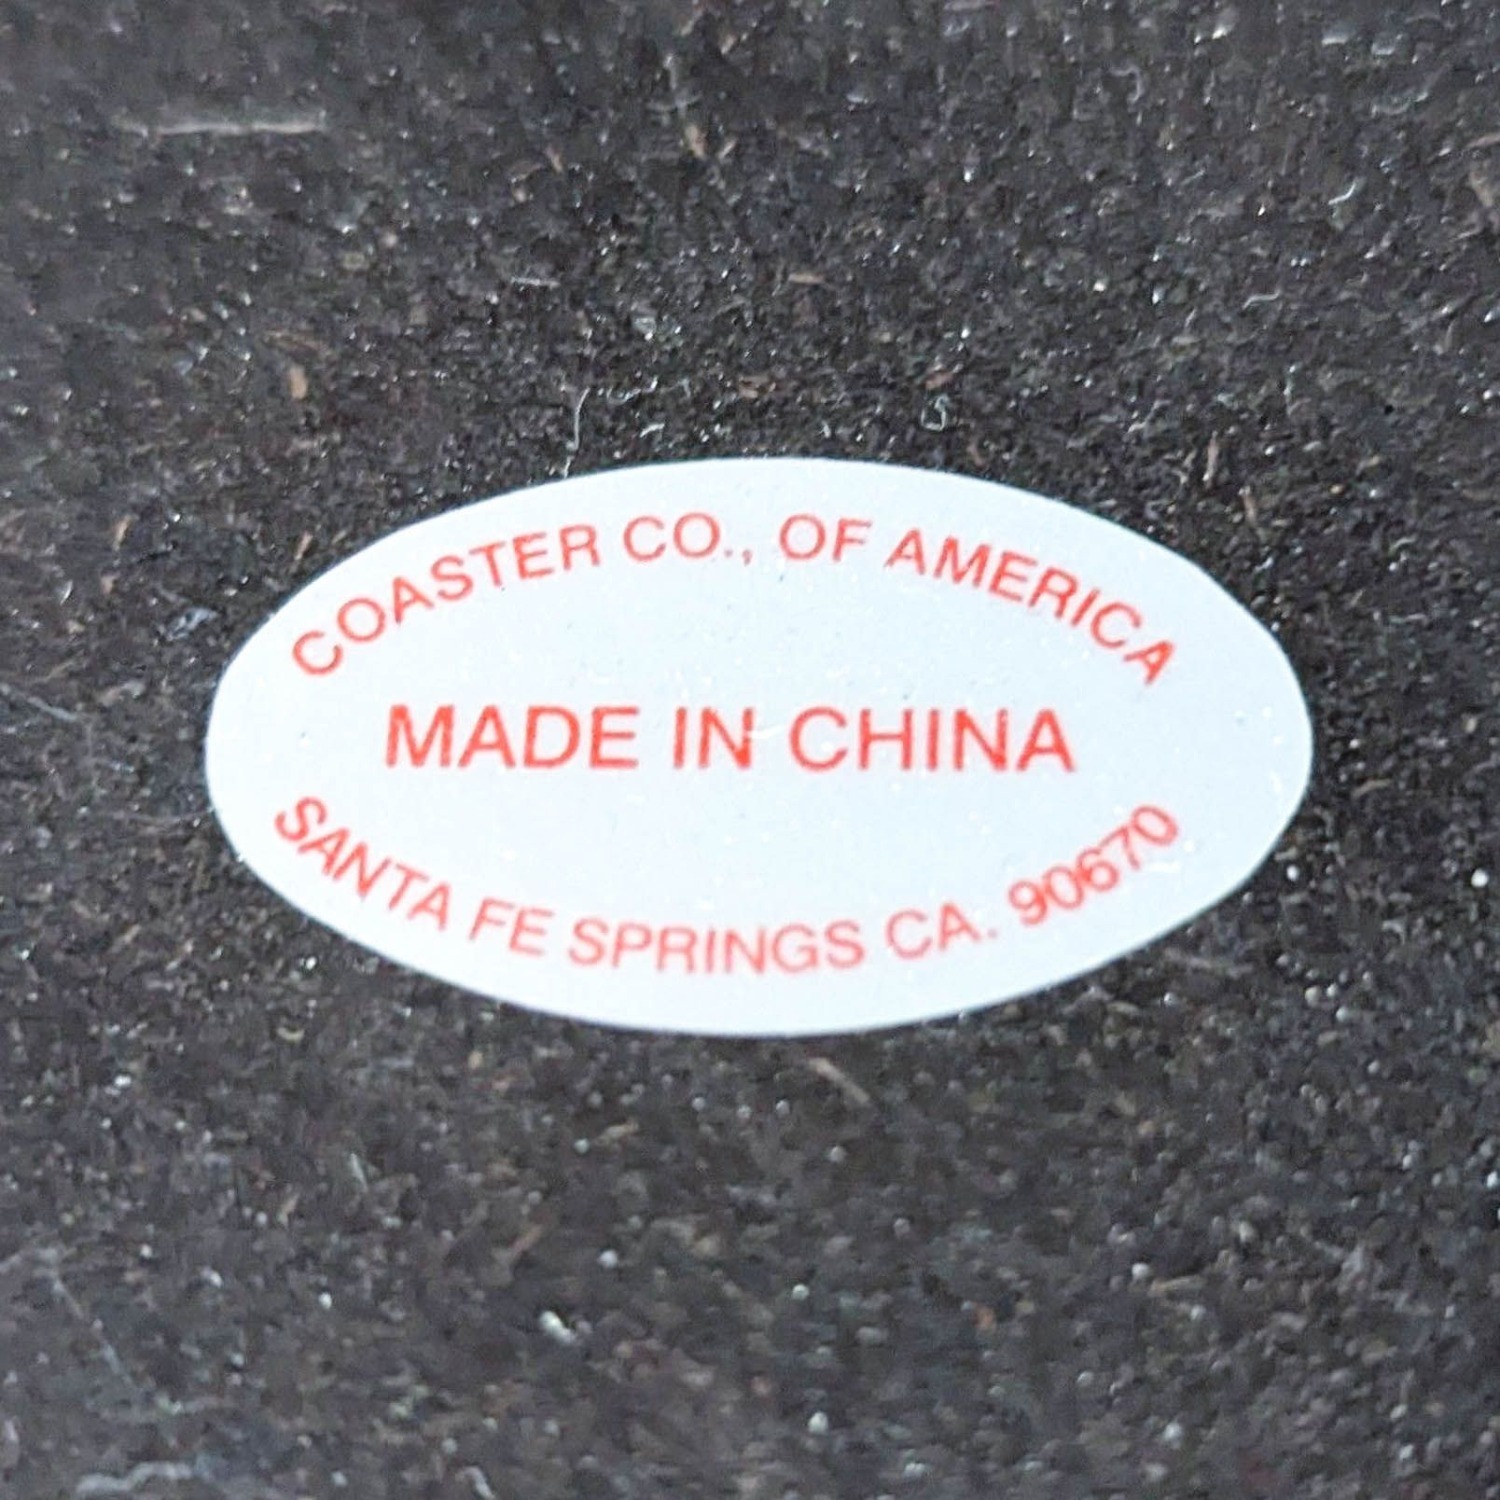 COASTER CO., OF AMERICA
MADE IN CHINA
SANTA FE SPRINGS CA. 90670